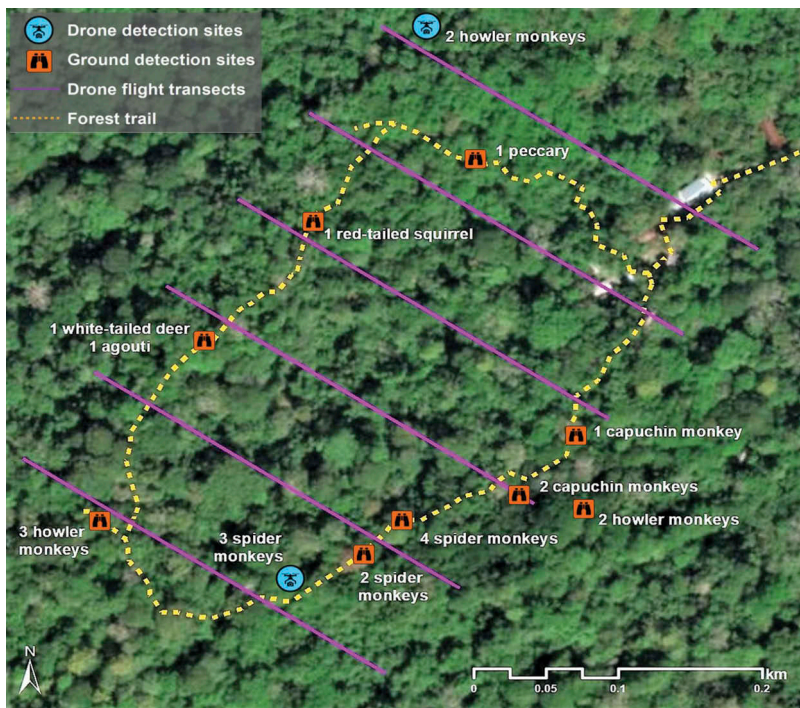 Drone detection sites
Ground detection sites
Drone flight transects
Forest trail
2 howler monkeys
1 peccary
1 red-tailed squirrel
1 white-tailed deer
1 agouti
1 capuchin monkey
2 capuchin monkeys
2 howler monkeys
3 howler
monkeys
3 spider
monkeys
4 spider monkeys
2 spider
monkeys
N
km
0
0.05
0.1
0.2